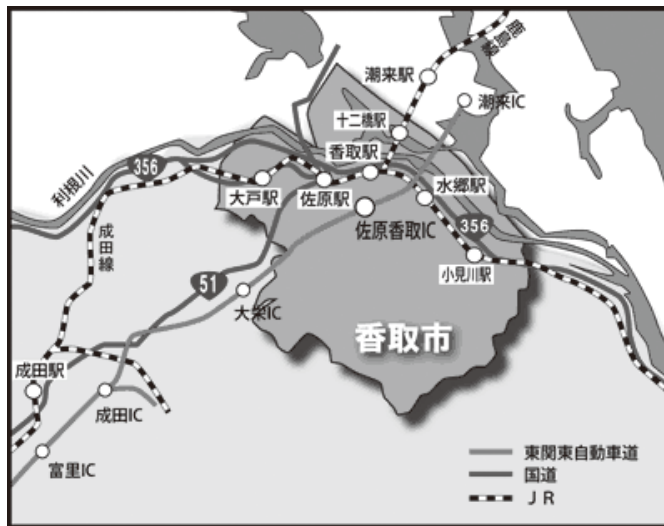 鹿島線
潮来駅
潮来IC
十二橋駅
香取駅
356
利根川
大戸駅
佐原駅
水郷駅
佐原香取IC
356
成田線
小見川駅
51
大栄IC
香取市
成田駅
成田IC
富里IC
東関東自動車道
国道
JR